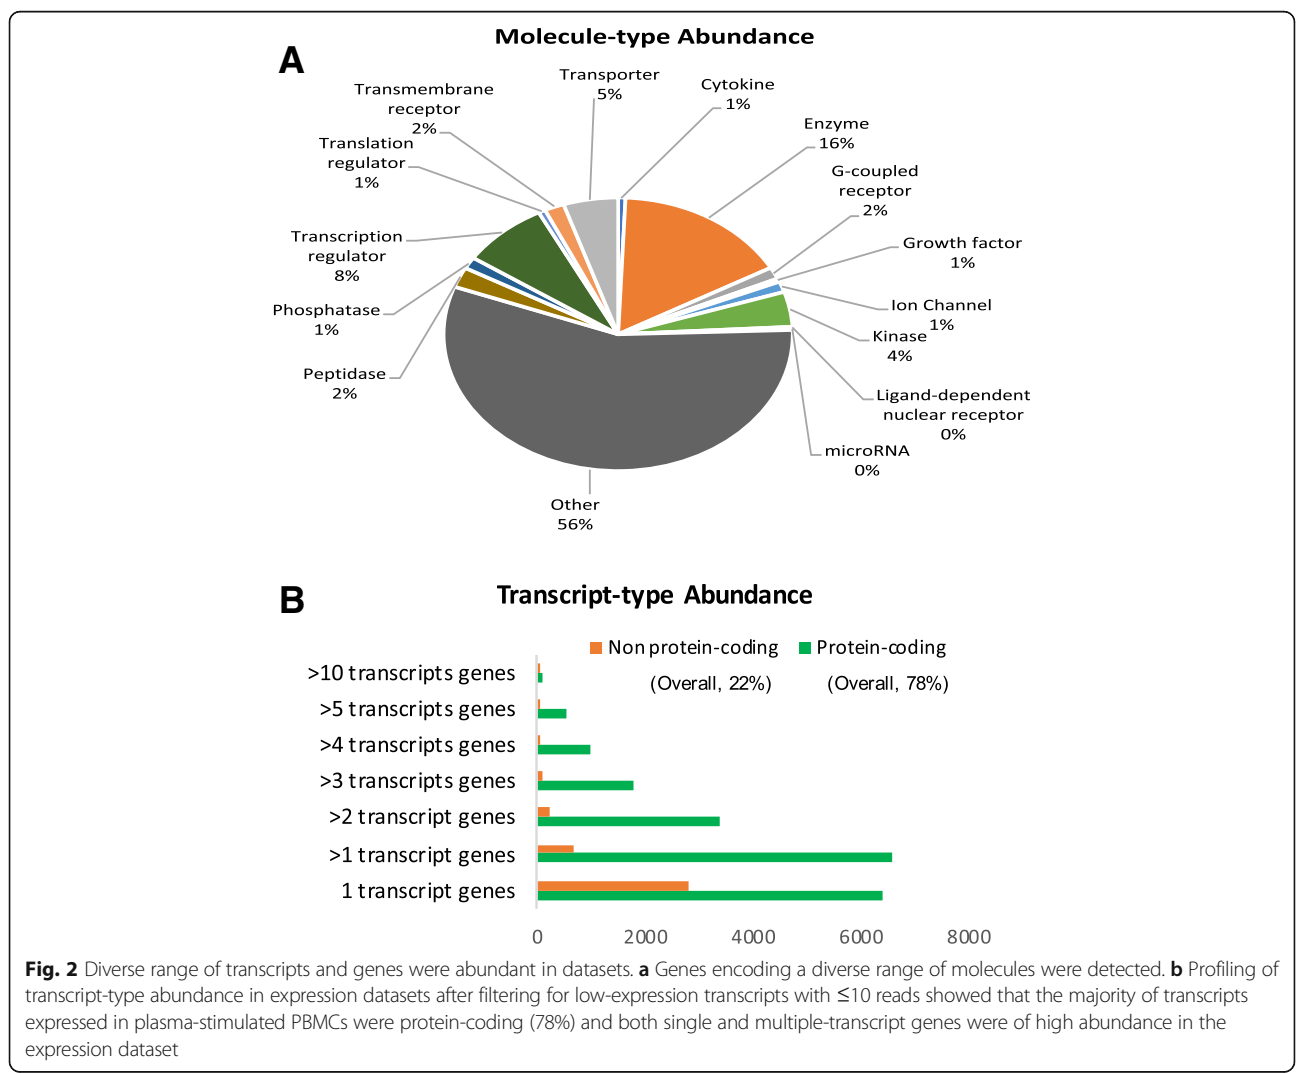 Molecule-type Abundance
A
Transporter
5%
Cytokine
1%
Transmembrane
receptor
2%
Enzyme
16%
Translation
regulator
1%
G-coupled
receptor
2%
Transcription
regulator
8%
Growth factor
1%
Phosphatase
1%
Ion Channel
1%
Kinase
4%
Peptidase
2%
Ligand-dependent
nuclear receptor
0%
microRNA
0%
Other
56%
B
Transcript-type Abundance
Non protein-coding
Protein-coding
(Overall, 22%)
(Overall, 78%)
>10 transcripts genes
>5 transcripts genes
>4 transcripts genes
>3 transcripts genes
>2 transcript genes
>1 transcript genes
1 transcript genes
0 2000 4000 6000 8000
Fig. 2 Diverse range of transcripts and genes were abundant in datasets. a Genes encoding a diverse range of molecules were detected. b Profiling of
transcript-type abundance in expression datasets after filtering for low-expression transcripts with ≤10 reads showed that the majority of transcripts
expressed in plasma-stimulated PBMCs were protein-coding (78%) and both single and multiple-transcript genes were of high abundance in the
expression dataset